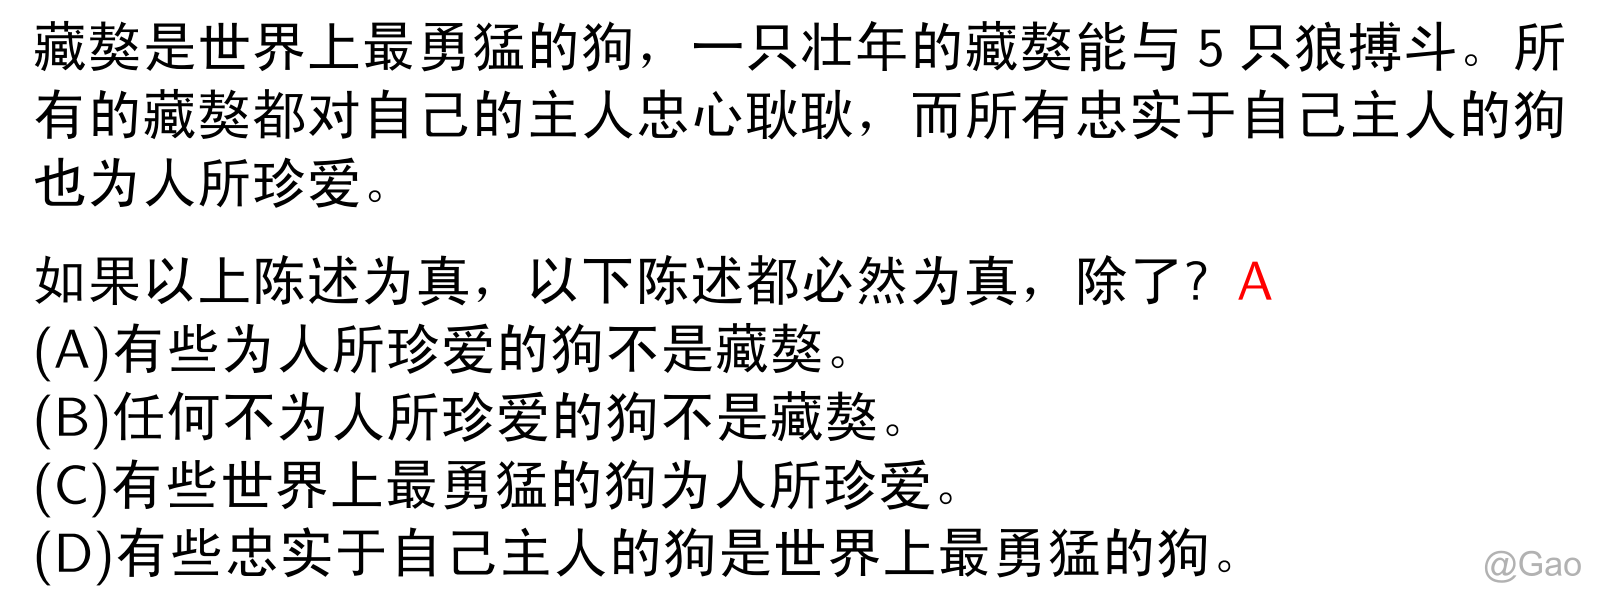 藏獒是世界上最勇猛的狗，一只壮年的藏獒能与 5 只狼搏斗。所
有的藏獒都对自己的主人忠心耿耿，而所有忠实于自己主人的狗
也为人所珍爱。
如果以上陈述为真，以下陈述都必然为真，除了？A
(A)有些为人所珍爱的狗不是藏獒。
(B)任何不为人所珍爱的狗不是藏獒。
(C)有些世界上最勇猛的狗为人所珍爱。
(D)有些忠实于自己主人的狗是世界上最勇猛的狗。
@Gao